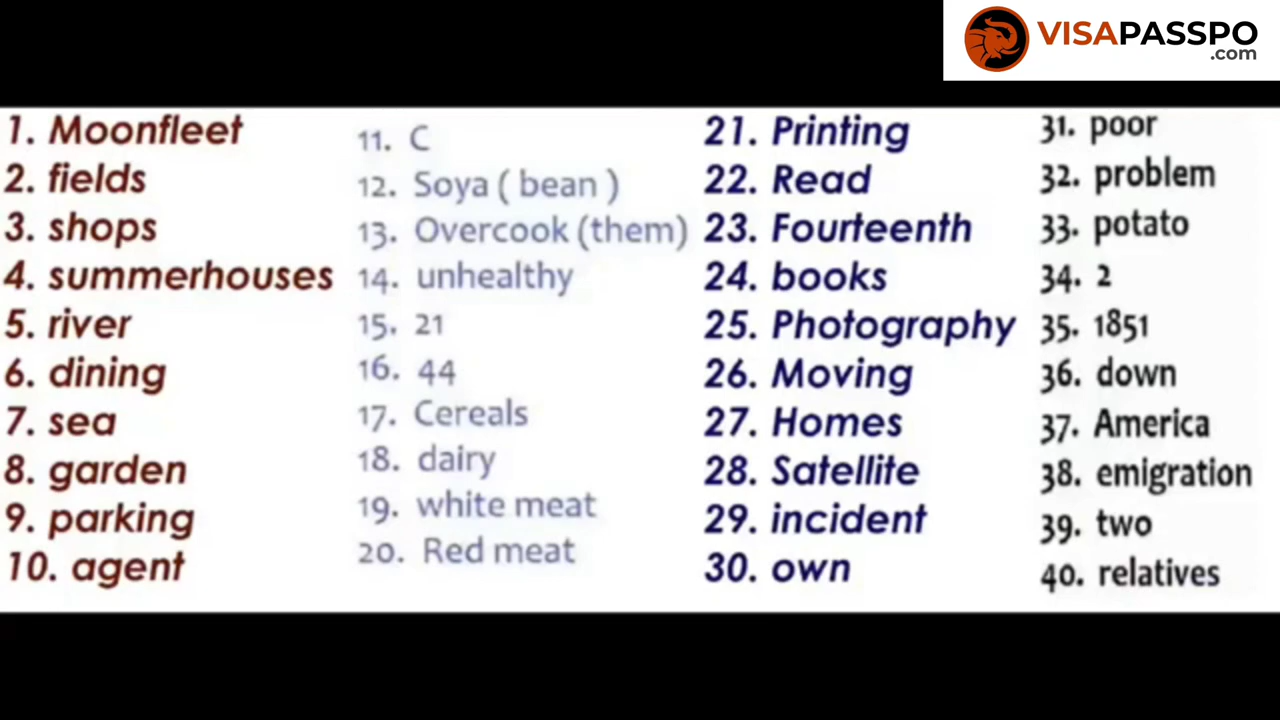 VISAPASSPO
.com
1. Moonfleet
2. fields
3. shops
4. summerhouses
5. river
6. dining
7. sea
8. garden
9. parking
10. agent
11. C
12. Soya ( bean )
13. Overcook (them)
14. unhealthy
15. 21
16. 44
17. Cereals
18. dairy
19. white meat
20. Red meat
21. Printing
22. Read
23. Fourteenth
24. books
25. Photography
26. Moving
27. Homes
28. Satellite
29. incident
30. own
31. poor
32. problem
33. potato
34. 2
35. 1851
36. down
37. America
38. emigration
39. two
40. relatives